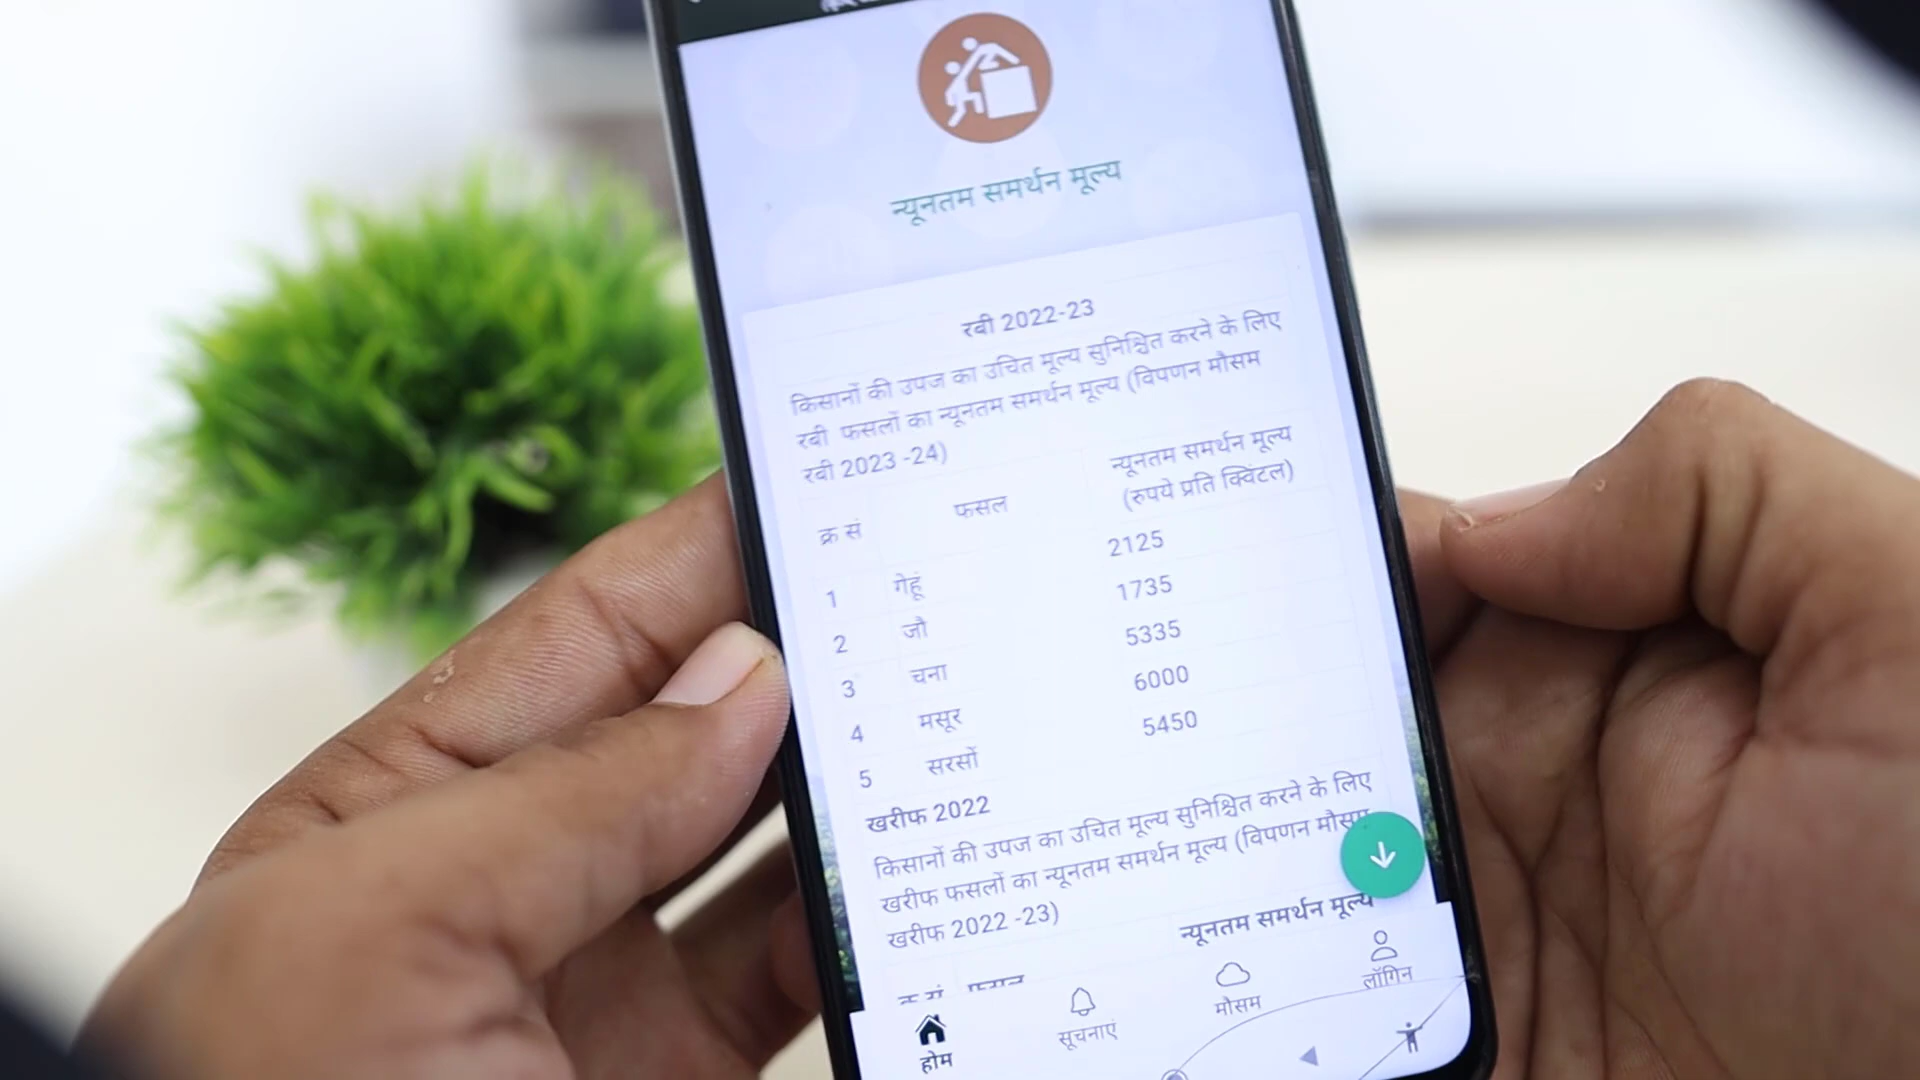 न्यूनतम समर्थन मूल्य
रबी 2022-23
किसानों की उपज का उचित मूल्य सुनिश्चित करने के लिए
रबी फसलों का न्यूनतम समर्थन मूल्य (विपणन मौसम
रबी 2023 -24)
क्र सं फसल न्यूनतम समर्थन मूल्य
(रुपये प्रति क्विंटल)
1 गेहूं 2125
2 जौ 1735
3 चना 5335
4 मसूर 6000
5 सरसों 5450
खरीफ 2022
किसानों की उपज का उचित मूल्य सुनिश्चित करने के लिए
खरीफ फसलों का न्यूनतम समर्थन मूल्य (विपणन मौसम
खरीफ 2022 -23)
न्यूनतम समर्थन मूल्य
होम सूचनाएं मौसम लॉगिन